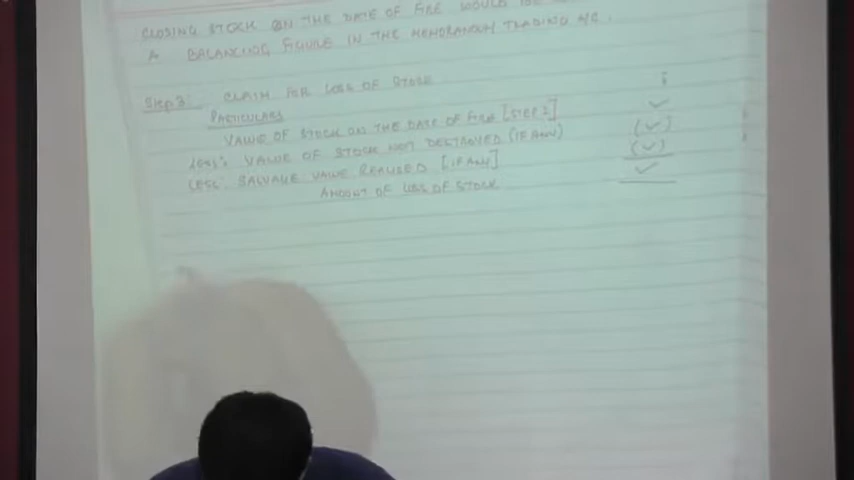 CLOSING STOCK ON THE DATE OF FIRE WOULD
A BALANCING FIGURE IN THE MEMORANDUM TRADING A/C.
Step 3: CLAIM FOR LOSS OF STOCK
PARTICULARS
VALUE OF STOCK ON THE DATE OF FIRE [STEP 2] ✓
LESS: VALUE OF STOCK NOT DESTROYED (IF ANY) (✓)
LESS: SALVAGE VALUE REALISED [IF ANY] (✓)
AMOUNT OF LOSS OF STOCK ✓